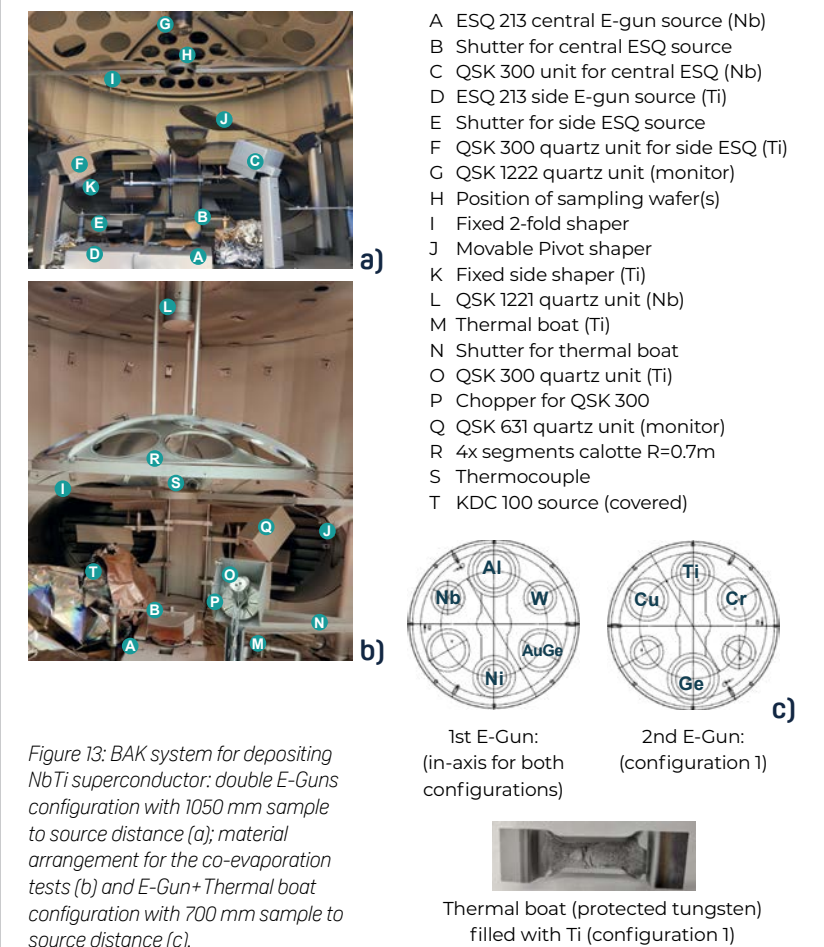 G
H
I
J
F
C
K
E
B
D
A
a)
L
R
I
S
Q
J
T
O
P
B
N
A
M
b)
A ESQ 213 central E-gun source (Nb)
B Shutter for central ESQ source
C QSK 300 unit for central ESQ (Nb)
D ESQ 213 side E-gun source (Ti)
E Shutter for side ESQ source
F QSK 300 quartz unit for side ESQ (Ti)
G QSK 1222 quartz unit (monitor)
H Position of sampling wafer(s)
I Fixed 2-fold shaper
J Movable Pivot shaper
K Fixed side shaper (Ti)
L QSK 1221 quartz unit (Nb)
M Thermal boat (Ti)
N Shutter for thermal boat
O QSK 300 quartz unit (Ti)
P Chopper for QSK 300
Q QSK 631 quartz unit (monitor)
R 4x segments calotte R=0.7m
S Thermocouple
T KDC 100 source (covered)
Al
Nb W
AuGe
Ni
Ti
Cu Cr
Ge
c)
1st E-Gun:
(in-axis for both
configurations)
2nd E-Gun:
(configuration 1)
Thermal boat (protected tungsten)
filled with Ti (configuration 1)
Figure 13: BAK system for depositing
NbTi superconductor: double E-Guns
configuration with 1050 mm sample
to source distance (a); material
arrangement for the co-evaporation
tests (b) and E-Gun+Thermal boat
configuration with 700 mm sample to
source distance (c).